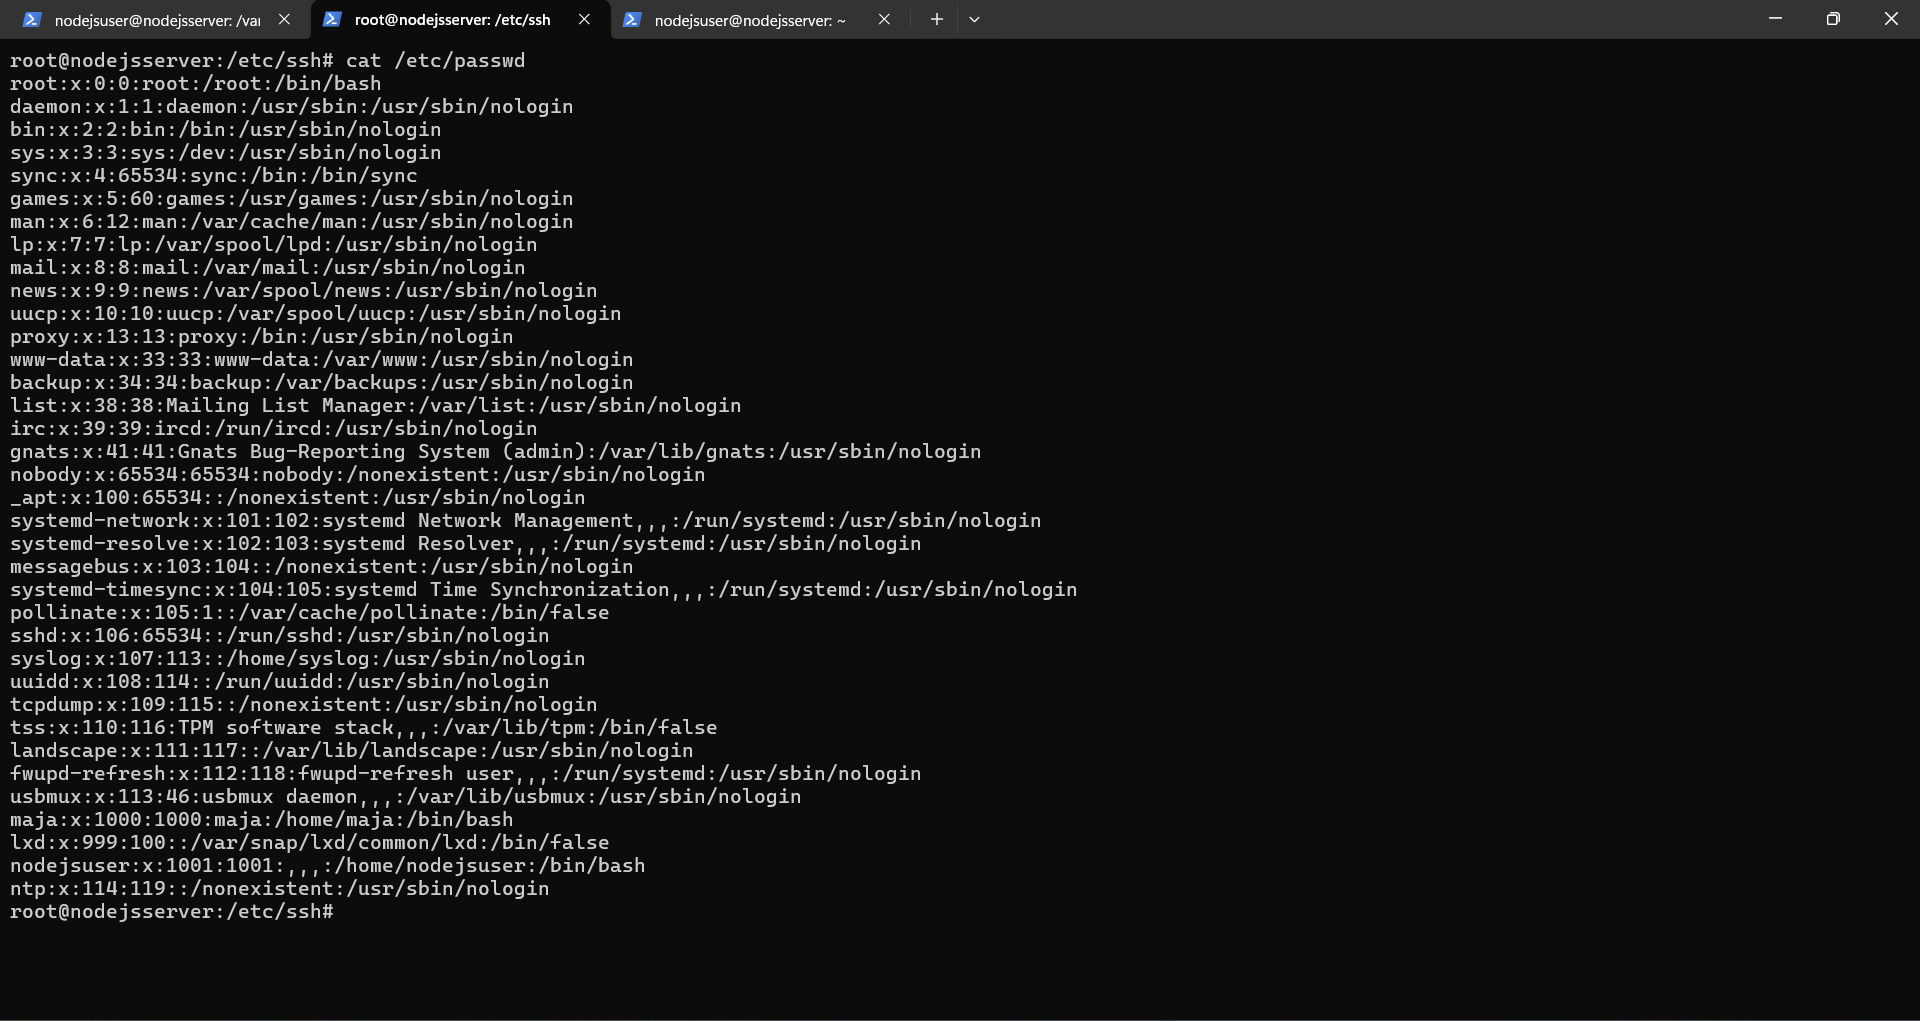 nodejsuser@nodejsserver: /var
root@nodejsserver: /etc/ssh
nodejsuser@nodejsserver: ~
root@nodejsserver:/etc/ssh# cat /etc/passwd
root:x:0:0:root:/root:/bin/bash
daemon:x:1:1:daemon:/usr/sbin:/usr/sbin/nologin
bin:x:2:2:bin:/bin:/usr/sbin/nologin
sys:x:3:3:sys:/dev:/usr/sbin/nologin
sync:x:4:65534:sync:/bin:/bin/sync
games:x:5:60:games:/usr/games:/usr/sbin/nologin
man:x:6:12:man:/var/cache/man:/usr/sbin/nologin
lp:x:7:7:lp:/var/spool/lpd:/usr/sbin/nologin
mail:x:8:8:mail:/var/mail:/usr/sbin/nologin
news:x:9:9:news:/var/spool/news:/usr/sbin/nologin
uucp:x:10:10:uucp:/var/spool/uucp:/usr/sbin/nologin
proxy:x:13:13:proxy:/bin:/usr/sbin/nologin
www-data:x:33:33:www-data:/var/www:/usr/sbin/nologin
backup:x:34:34:backup:/var/backups:/usr/sbin/nologin
list:x:38:38:Mailing List Manager:/var/list:/usr/sbin/nologin
irc:x:39:39:ircd:/run/ircd:/usr/sbin/nologin
gnats:x:41:41:Gnats Bug-Reporting System (admin):/var/lib/gnats:/usr/sbin/nologin
nobody:x:65534:65534:nobody:/nonexistent:/usr/sbin/nologin
_apt:x:100:65534::/nonexistent:/usr/sbin/nologin
systemd-network:x:101:102:systemd Network Management,,,:/run/systemd:/usr/sbin/nologin
systemd-resolve:x:102:103:systemd Resolver,,,:/run/systemd:/usr/sbin/nologin
messagebus:x:103:104::/nonexistent:/usr/sbin/nologin
systemd-timesync:x:104:105:systemd Time Synchronization,,,:/run/systemd:/usr/sbin/nologin
pollinate:x:105:1::/var/cache/pollinate:/bin/false
sshd:x:106:65534::/run/sshd:/usr/sbin/nologin
syslog:x:107:113::/home/syslog:/usr/sbin/nologin
uuidd:x:108:114::/run/uuidd:/usr/sbin/nologin
tcpdump:x:109:115::/nonexistent:/usr/sbin/nologin
tss:x:110:116:TPM software stack,,,:/var/lib/tpm:/bin/false
landscape:x:111:117::/var/lib/landscape:/usr/sbin/nologin
fwupd-refresh:x:112:118:fwupd-refresh user,,,:/run/systemd:/usr/sbin/nologin
usbmux:x:113:46:usbmux daemon,,,:/var/lib/usbmux:/usr/sbin/nologin
maja:x:1000:1000:maja:/home/maja:/bin/bash
lxd:x:999:100::/var/snap/lxd/common/lxd:/bin/false
nodejsuser:x:1001:1001:,,,:/home/nodejsuser:/bin/bash
ntp:x:114:119::/nonexistent:/usr/sbin/nologin
root@nodejsserver:/etc/ssh#